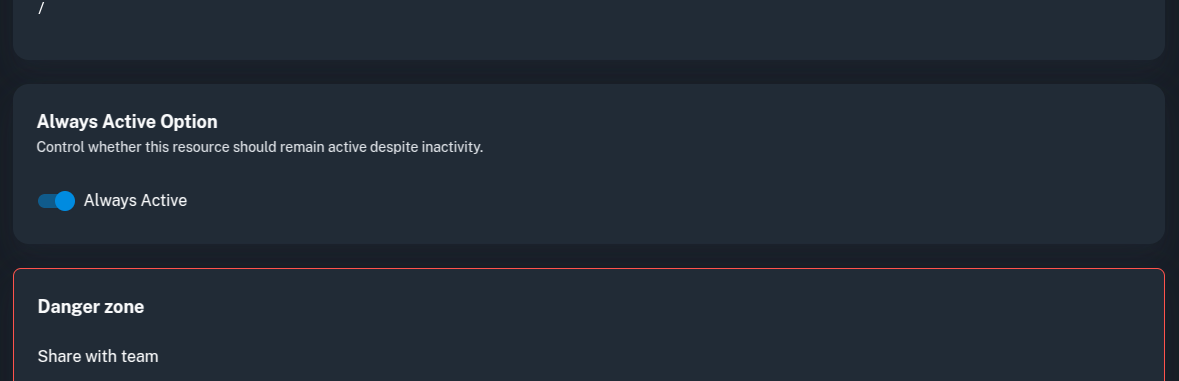 /
Always Active Option
Control whether this resource should remain active despite inactivity.
Always Active
Danger zone
Share with team